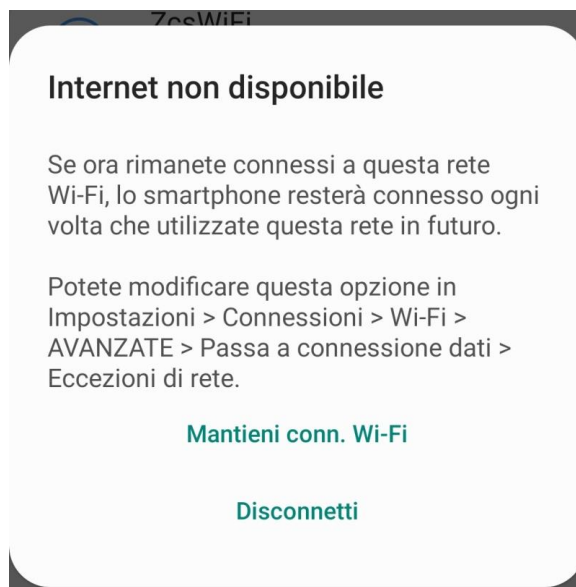 ZcsWiFi
Internet non disponibile
Se ora rimanete connessi a questa rete
Wi-Fi, lo smartphone resterà connesso ogni
volta che utilizzate questa rete in futuro.
Potete modificare questa opzione in
Impostazioni > Connessioni > Wi-Fi >
AVANZATE > Passa a connessione dati >
Eccezioni di rete.
Mantieni conn. Wi-Fi
Disconnetti